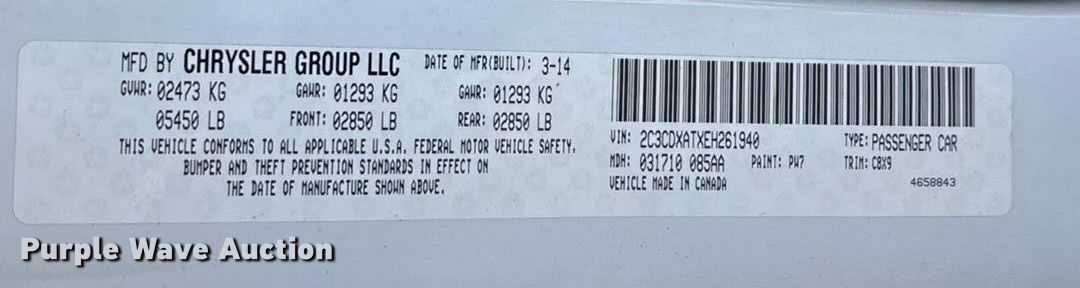 MFD BY CHRYSLER GROUP LLC DATE OF MFR(BUILT): 3-14
GVWR: 02473 KG GAWR: 01293 KG GAWR: 01293 KG
05450 LB FRONT: 02850 LB REAR: 02850 LB
THIS VEHICLE CONFORMS TO ALL APPLICABLE U.S.A. FEDERAL MOTOR VEHICLE SAFETY,
BUMPER AND THEFT PREVENTION STANDARDS IN EFFECT ON
THE DATE OF MANUFACTURE SHOWN ABOVE.
VIN: 2C3CDXATXEH261940 TYPE: PASSENGER CAR
MDH: 031710 085AA PAINT: PW7 TRIM: CBX9
VEHICLE MADE IN CANADA 4658843
Purple Wave Auction